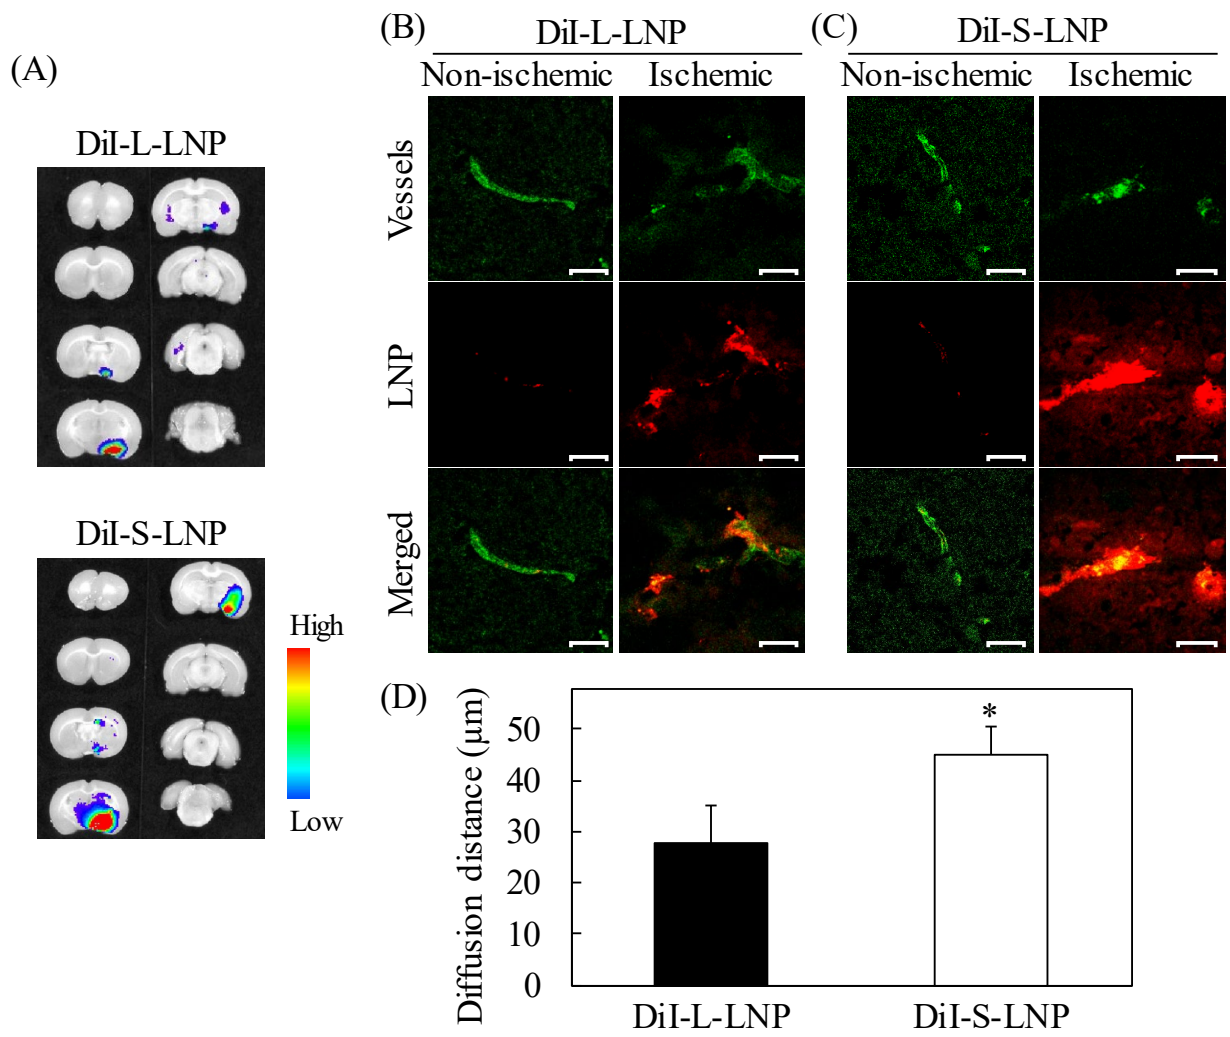 (A)
DiI-L-LNP
DiI-S-LNP
High
Low
(B)
DiI-L-LNP
Non-ischemic Ischemic
(C)
DiI-S-LNP
Non-ischemic Ischemic
Vessels
LNP
Merged
(D)
Diffusion distance (μm)
50
40
30
20
10
0
*
DiI-L-LNP
DiI-S-LNP